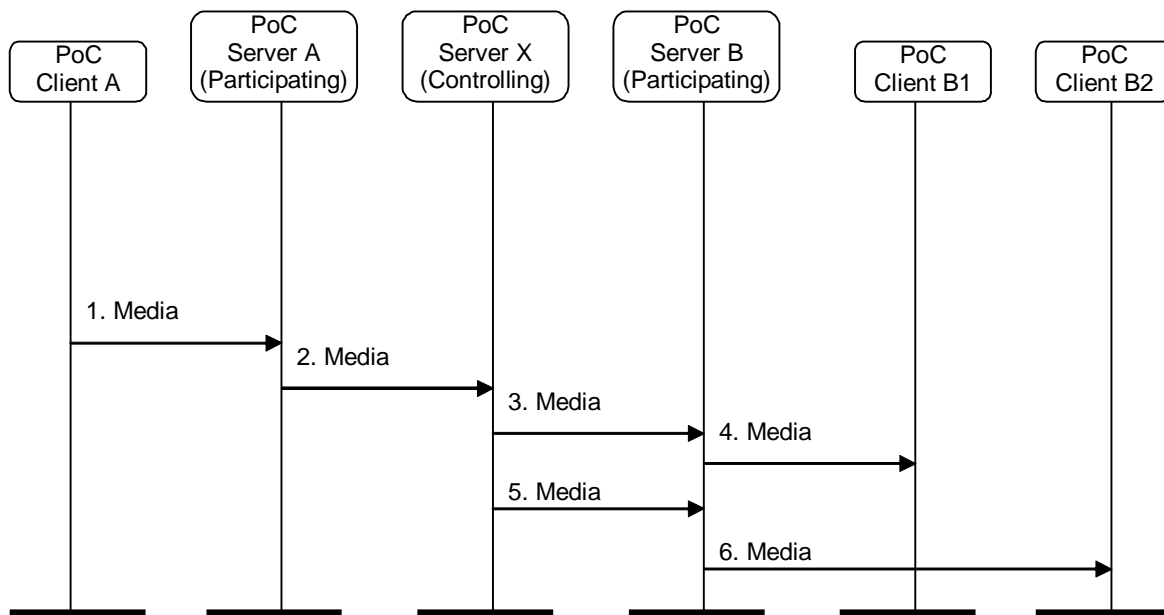 PoC
Client A
PoC
Server A
(Participating)
PoC
Server X
(Controlling)
PoC
Server B
(Participating)
PoC
Client B1
PoC
Client B2
1. Media
2. Media
3. Media
4. Media
5. Media
6. Media